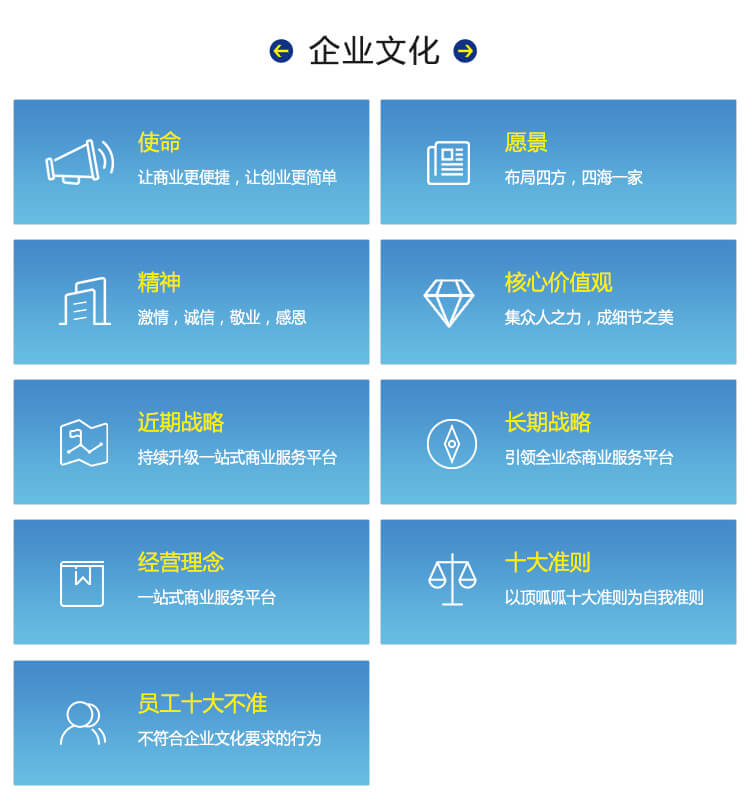 企业文化
使命
让商业更便捷，让创业更简单
愿景
布局四方，四海一家
精神
激情，诚信，敬业，感恩
核心价值观
集众人之力，成细节之美
近期战略
持续升级一站式商业服务平台
长期战略
引领全业态商业服务平台
经营理念
一站式商业服务平台
十大准则
以顶呱呱十大准则为自我准则
员工十大不准
不符合企业文化要求的行为